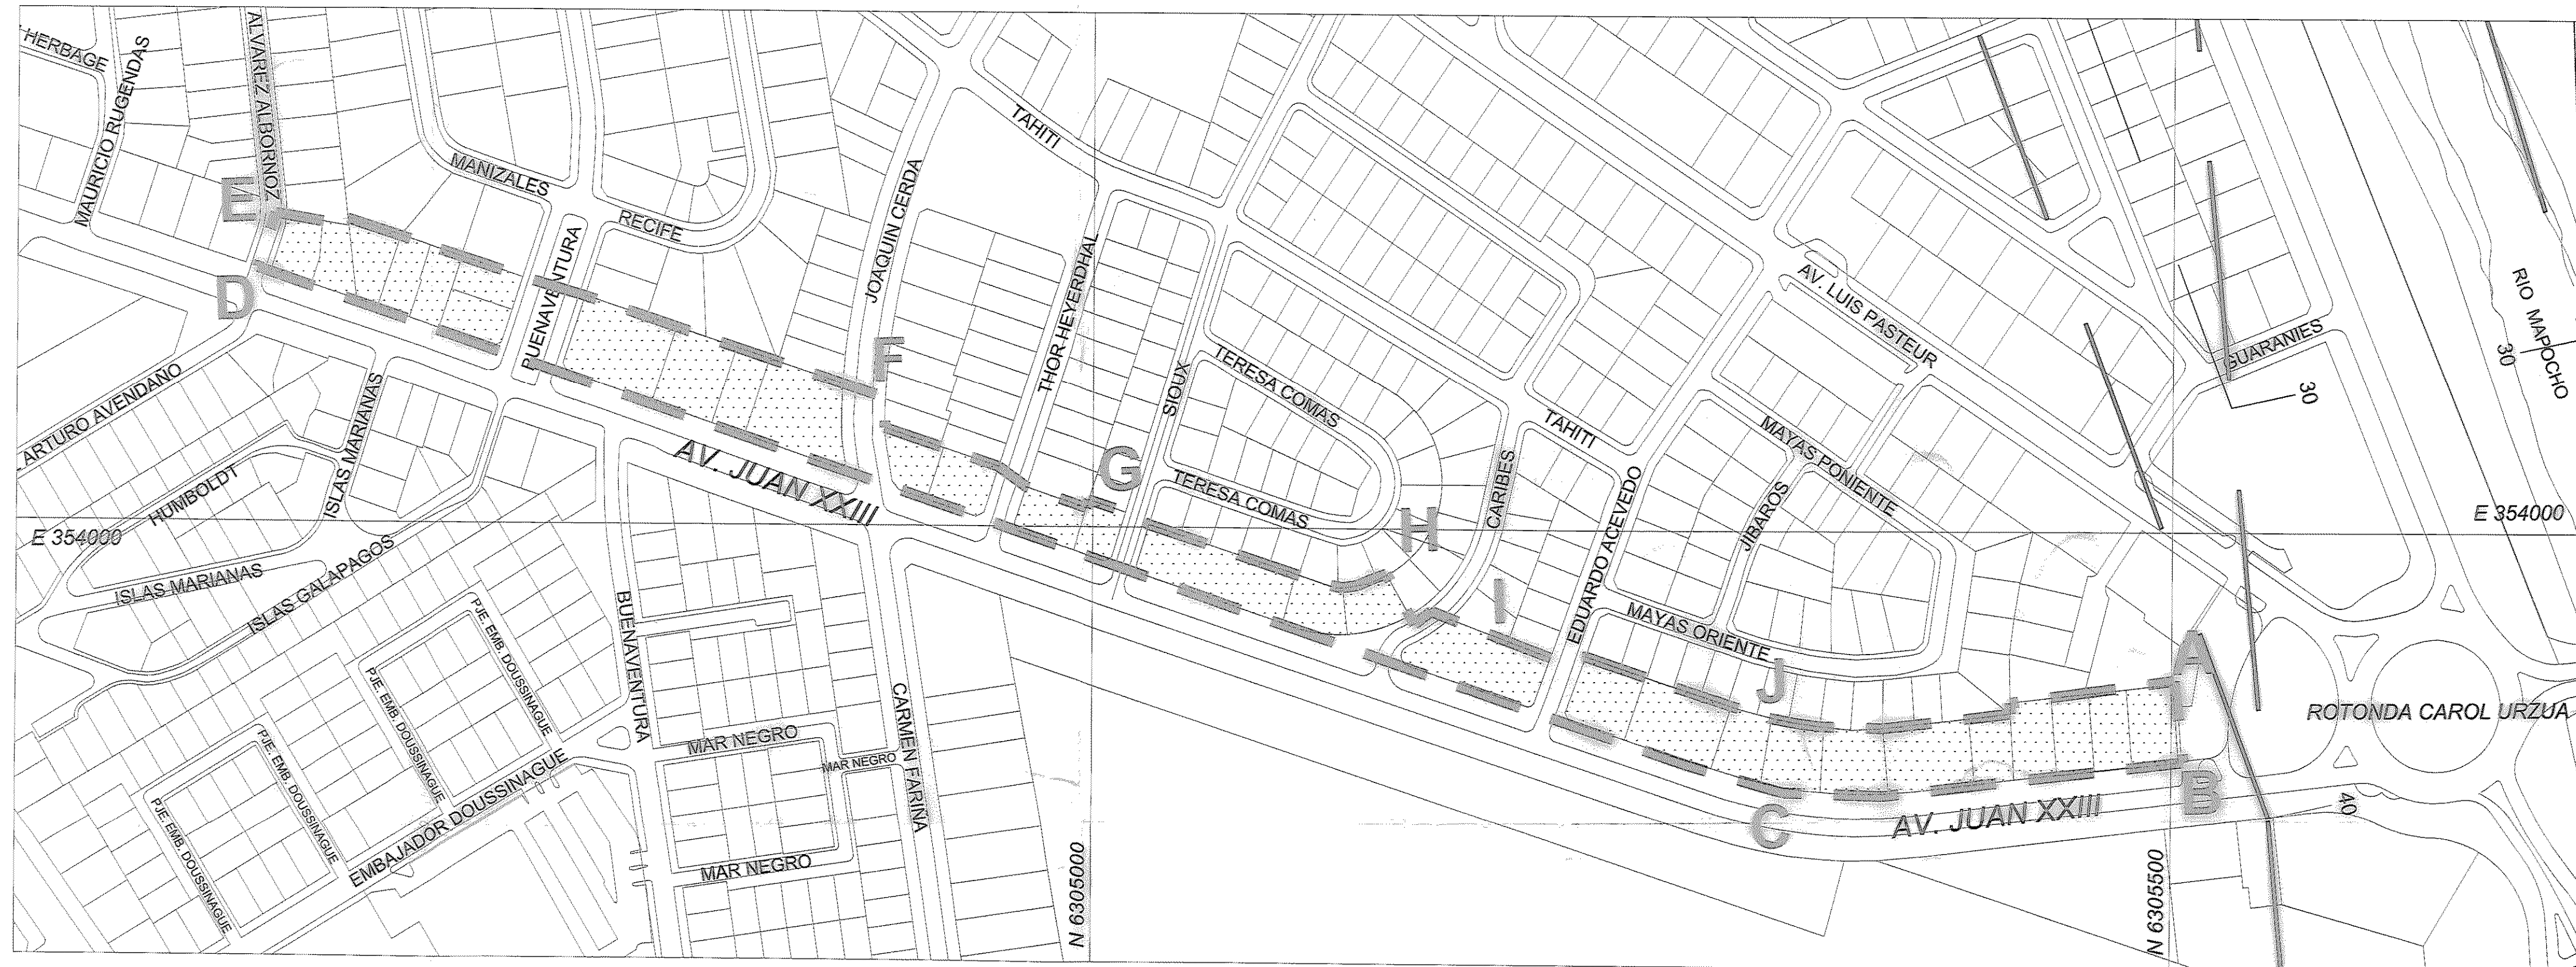 HERBAGE
MAURICIO RUGENDAS
ALVAREZ ALBORNOZ
E
D
MANIZALES
RECIFE
BUENAVENTURA
JOAQUIN CERDA
F
TAHITI
THOR HEYERDHAL
SIOUX
G
TERESA COMAS
TERESA COMAS
H
CARIBES
I
TAHITI
EDUARDO ACEVEDO
AV. LUIS PASTEUR
MAYAS PONIENTE
JIBAROS
MAYAS ORIENTE
J
GUARANIES
30
30
RIO MAPOCHO
E 354000
E 354000
ARTURO AVENDAÑO
HUMBOLDT
ISLAS MARIANAS
ISLAS MARIANAS
ISLAS GALAPAGOS
AV. JUAN XXIII
A
ROTONDA CAROL URZUA
B
C
AV. JUAN XXIII
40
PJE. EMB. DOUSSINAGUE
PJE. EMB. DOUSSINAGUE
PJE. EMB. DOUSSINAGUE
PJE. EMB. DOUSSINAGUE
EMBAJADOR DOUSSINAGUE
BUENAVENTURA
MAR NEGRO
MAR NEGRO
MAR NEGRO
CARMEN FARIÑA
N 6305000
N 6305500